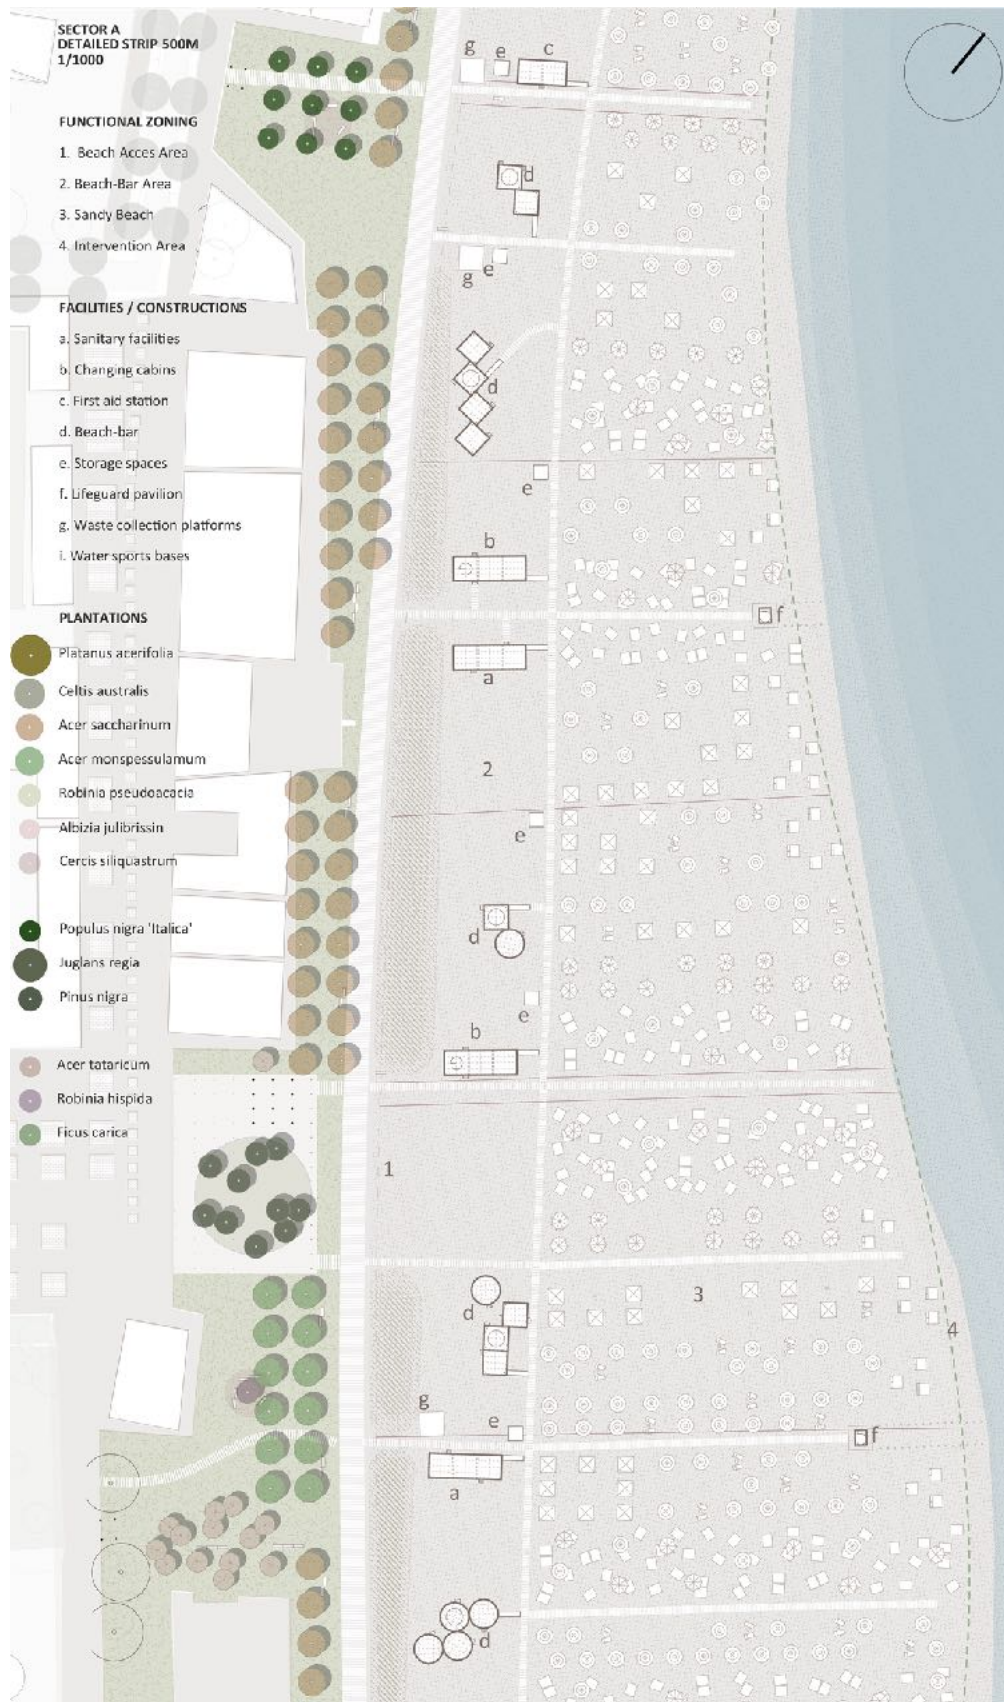 SECTOR A
DETAILED STRIP 500M
1/1000
FUNCTIONAL ZONING
1. Beach Acces Area
2. Beach-Bar Area
3. Sandy Beach
4. Intervention Area
FACILITIES / CONSTRUCTIONS
a. Sanitary facilities
b. Changing cabins
c. First aid station
d. Beach-bar
e. Storage spaces
f. Lifeguard pavilion
g. Waste collection platforms
i. Water sports bases
PLANTATIONS
Platanus acerifolia
Celtis australis
Acer saccharinum
Acer monspessulamum
Robinia pseudoacacia
Albizia julibrissin
Cercis siliquastrum
Populus nigra 'Italica'
Juglans regia
Pinus nigra
Acer tataricum
Robinia hispida
Ficus carica
g e c
d
g e
d
e
b
f
a
2
e
d
e
b
1
d
3
4
g
e
f
a
d